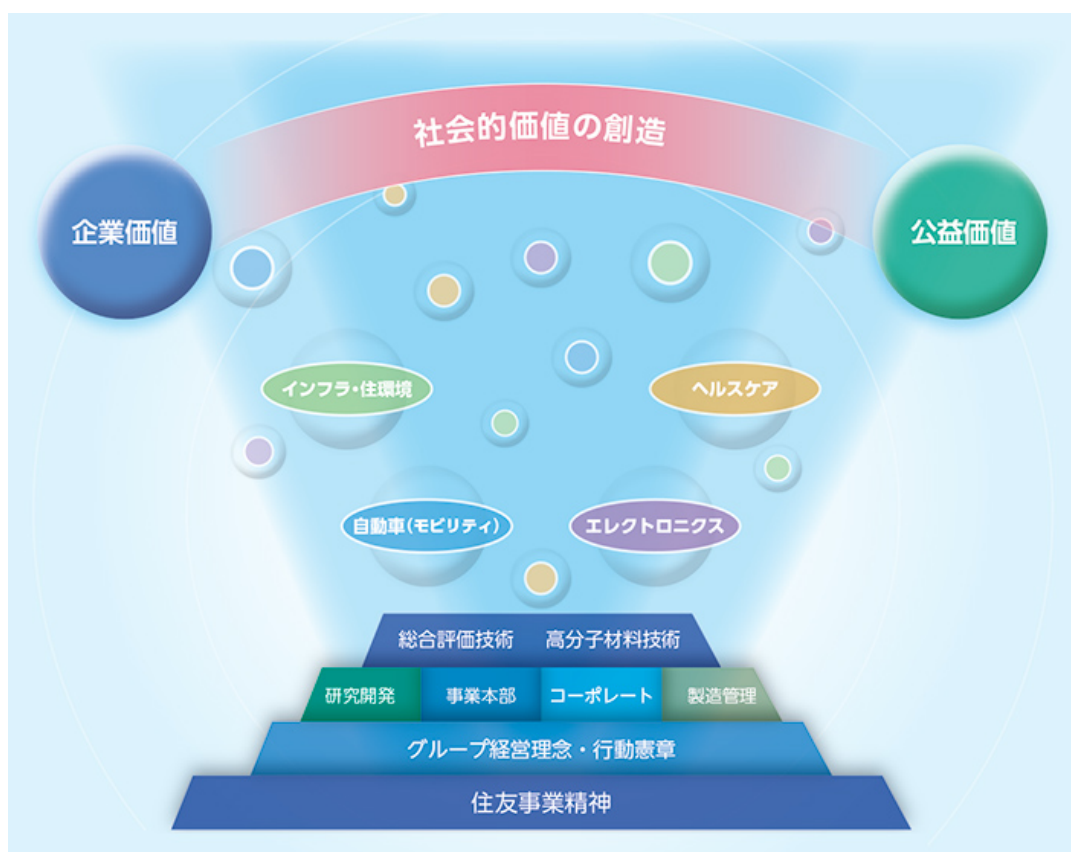 社会的価値の創造
企業価値
公益価値
インフラ・住環境
ヘルスケア
自動車(モビリティ)
エレクトロニクス
総合評価技術 高分子材料技術
研究開発 事業本部 コーポレート 製造管理
グループ経営理念・行動憲章
住友事業精神